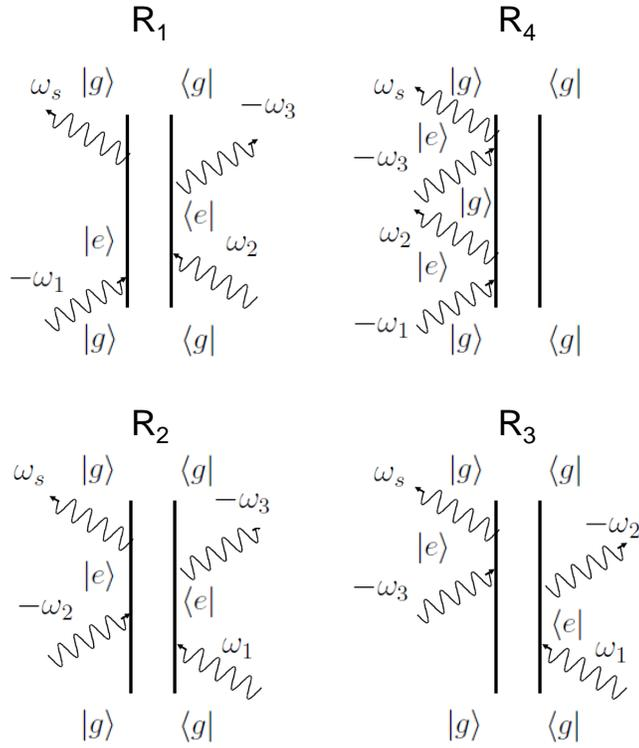 R₁
|g⟩ ⟨g|
ωₛ
−ω₃
⟨e|
|e⟩
ω₂
−ω₁
|g⟩ ⟨g|
R₄
|g⟩ ⟨g|
ωₛ
|e⟩
−ω₃
|g⟩
ω₂
|e⟩
−ω₁
|g⟩ ⟨g|
R₂
|g⟩ ⟨g|
ωₛ
−ω₃
|e⟩
⟨e|
−ω₂
ω₁
|g⟩ ⟨g|
R₃
|g⟩ ⟨g|
ωₛ
−ω₂
|e⟩
−ω₃
⟨e|
ω₁
|g⟩ ⟨g|